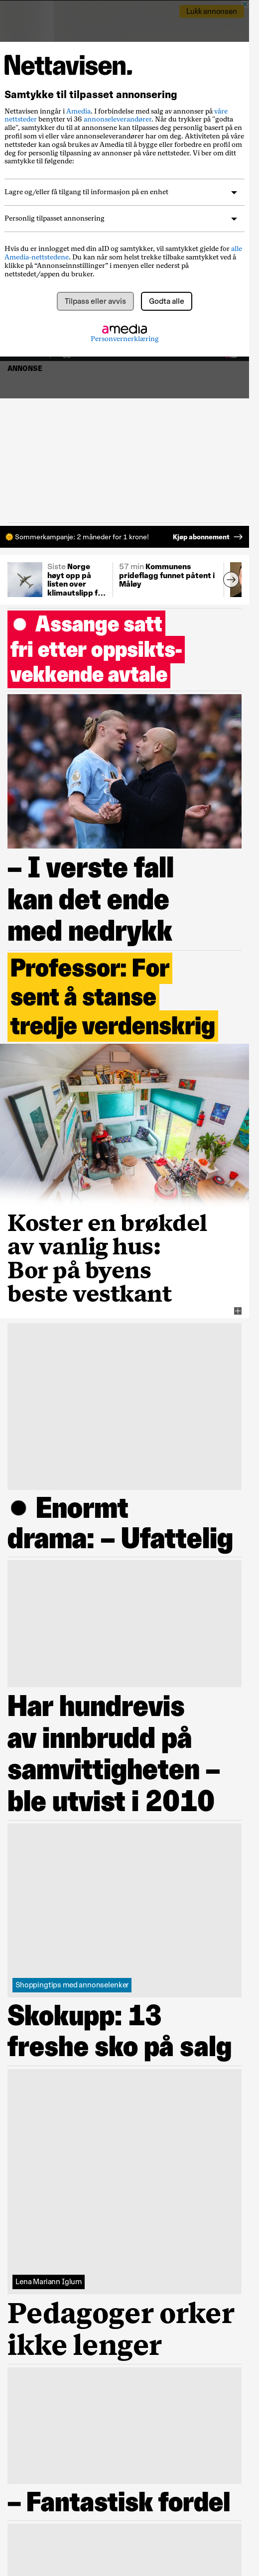 Lukk annonsen
Nettavisen.
Samtykke til tilpasset annonsering
Nettavisen inngår i Amedia. I forbindelse med salg av annonser på våre
nettsteder benytter vi 36 annonseleverandører. Når du trykker på "godta
alle", samtykker du til at annonsene kan tilpasses deg personlig basert på en
profil som vi eller våre annonseleverandører har om deg. Aktivitetene på våre
nettsteder kan også brukes av Amedia til å bygge eller forbedre en profil om
deg for personlig tilpasning av annonser på våre nettsteder. Vi ber om ditt
samtykke til følgende:
Lagre og/eller få tilgang til informasjon på en enhet
Personlig tilpasset annonsering
Hvis du er innlogget med din aID og samtykker, vil samtykket gjelde for alle
Amedia-nettstedene. Du kan når som helst trekke tilbake samtykket ved å
klikke på “Annonseinnstillinger” i menyen eller nederst på
nettstedet/appen du bruker.
Tilpass eller avvis
Godta alle
amedia
Personvernerklæring
ANNONSE
Sommerkampanje: 2 måneder for 1 krone!
Kjøp abonnement
Siste Norge
høyt opp på
listen over
klimautslipp f...
57 min Kommunens
prideflagg funnet påtent i
Måløy
Assange satt
fri etter oppsikts-
vekkende avtale
– I verste fall
kan det ende
med nedrykk
Professor: For
sent å stanse
tredje verdenskrig
Koster en brøkdel
av vanlig hus:
Bor på byens
beste vestkant
Enormt
drama: – Ufattelig
Har hundrevis
av innbrudd på
samvittigheten –
ble utvist i 2010
Shoppingtips med annonselenker
Skokupp: 13
freshe sko på salg
Lena Mariann Iglum
Pedagoger orker
ikke lenger
– Fantastisk fordel